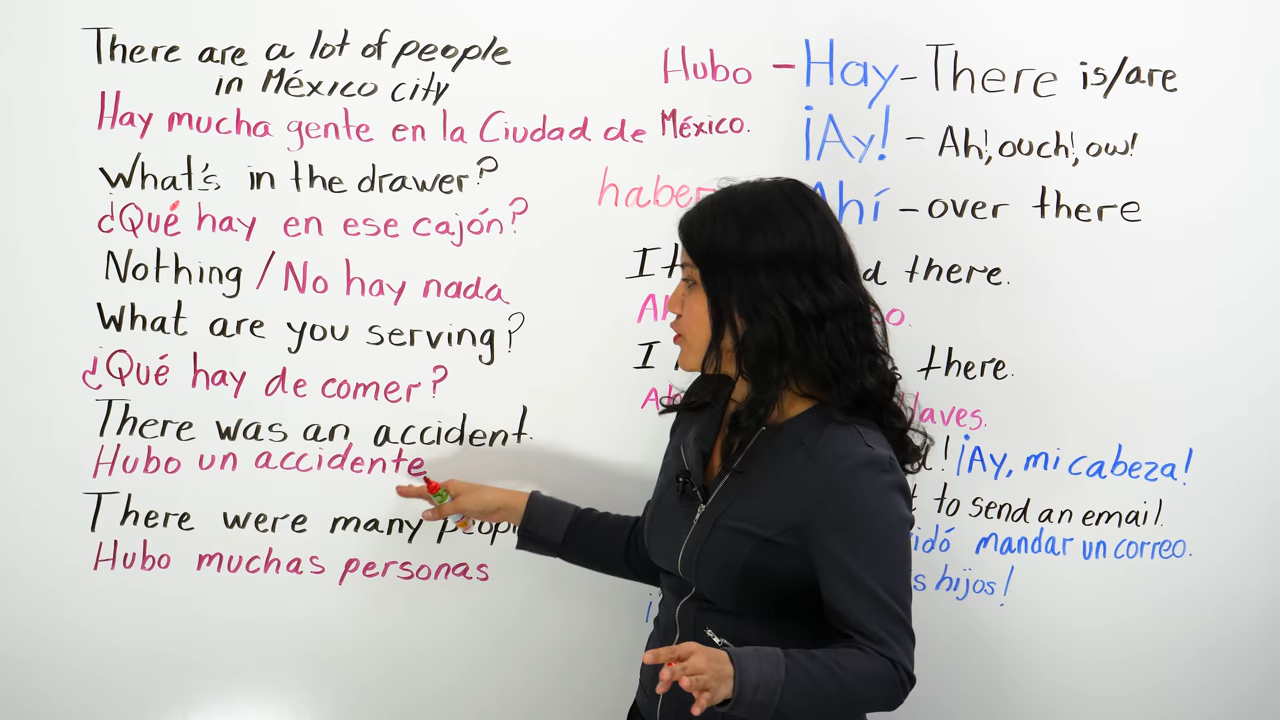 There are a lot of people
in México city
Hay mucha gente en la Ciudad de México.
What's in the drawer?
¿Qué hay en ese cajón?
Nothing / No hay nada
What are you serving?
¿Qué hay de comer?
There was an accident.
Hubo un accidente
There were many
Hubo muchas personas
Hubo - Hay - There is/are
¡Ay! - Ah!, ouch!, ow!
haber
Ahí - over there
I there.
I there.
¡Ay, mi cabeza!
to send an email.
mandar un correo.
hijos!